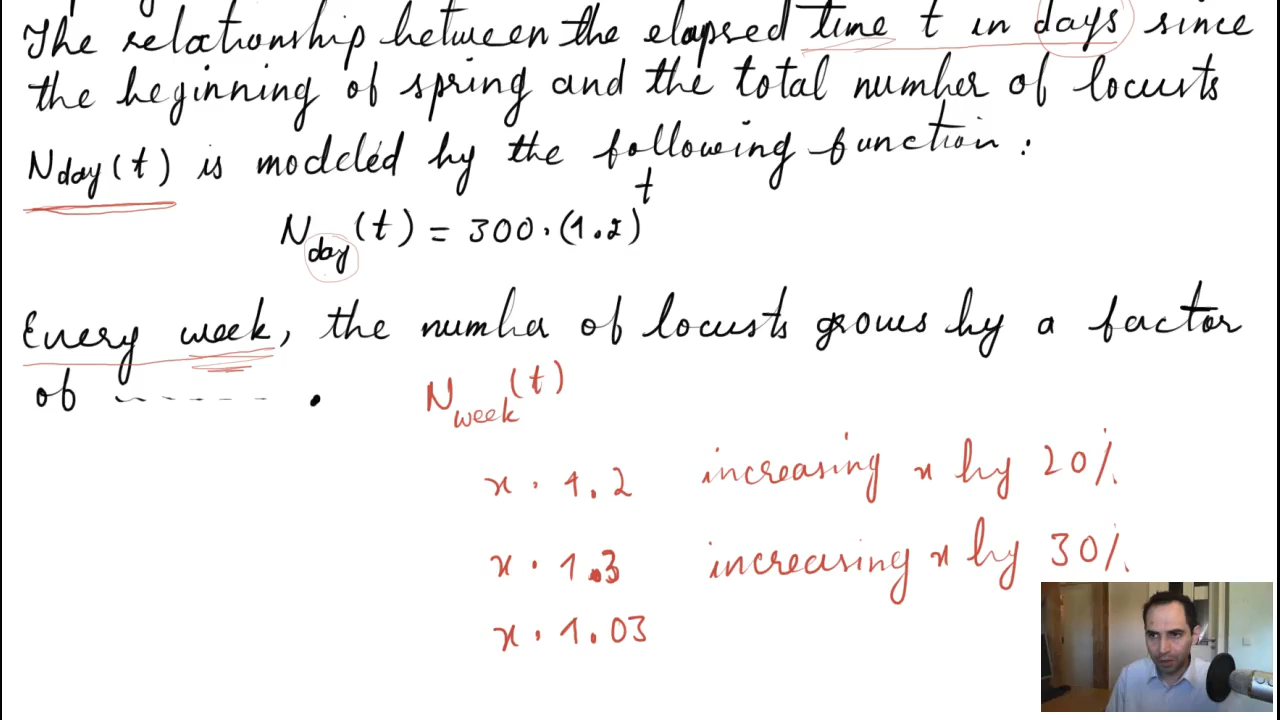 The relationship between the elapsed time t in days since
the beginning of spring and the total number of locusts
Nday(t) is modeled by the following function :
Nday(t) = 300.(1.2)^t
Every week, the number of locusts grows by a factor
of ------ .
Nweek(t)
x . 1.2 increasing x by 20%
x . 1.3 increasing x by 30%
x . 1.03